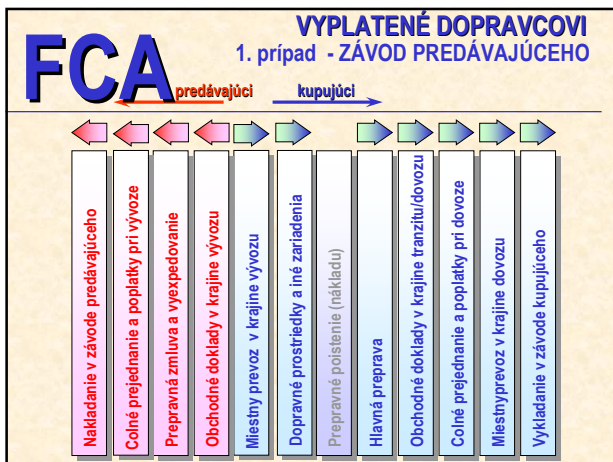 FCA
VYPLATENÉ DOPRAVCOVI
1. prípad - ZÁVOD PREDÁVAJÚCEHO
predávajúci
kupujúci
Nakladanie v závode predávajúceho
Colné prejednanie a poplatky pri vývoze
Prepravná zmluva a vyexpedovanie
Obchodné doklady v krajine vývozu
Miestny prevoz v krajine vývozu
Dopravné prostriedky a iné zariadenia
Prepravné poistenie (nákladu)
Hlavná preprava
Obchodné doklady v krajine tranzitu/dovozu
Colné prejednanie a poplatky pri dovoze
Miestnyprevoz v krajine dovozu
Vykladanie v závode kupujúceho